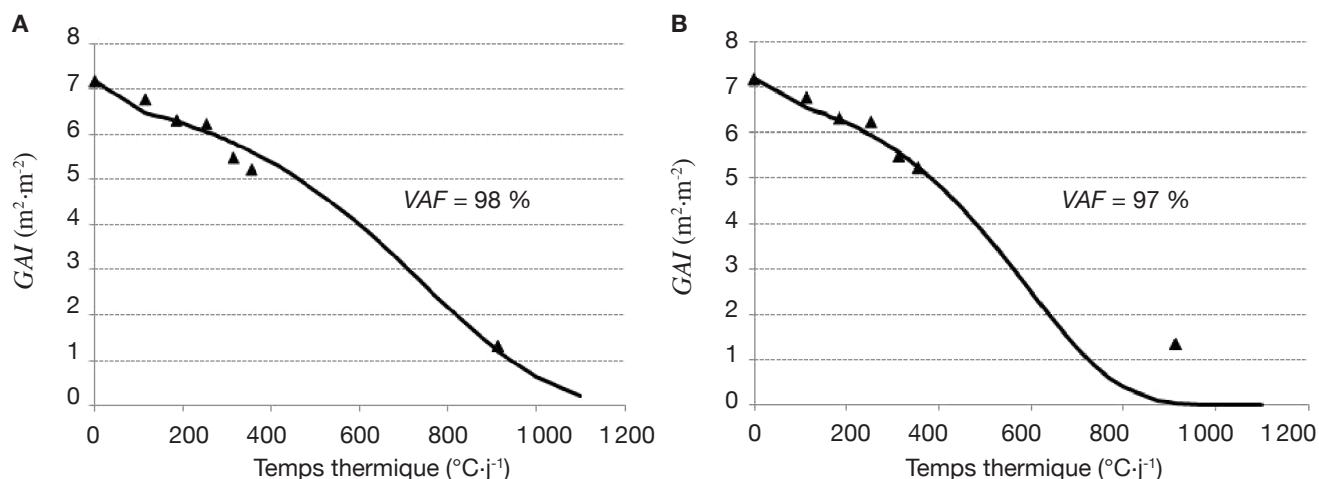 A
8
7
6
5
4
3
2
1
0
GAI (m²·m⁻²)
VAF = 98 %
0 200 400 600 800 1 000 1 200
Temps thermique (°C·j⁻¹)
B
8
7
6
5
4
3
2
1
0
GAI (m²·m⁻²)
VAF = 97 %
0 200 400 600 800 1 000 1 200
Temps thermique (°C·j⁻¹)